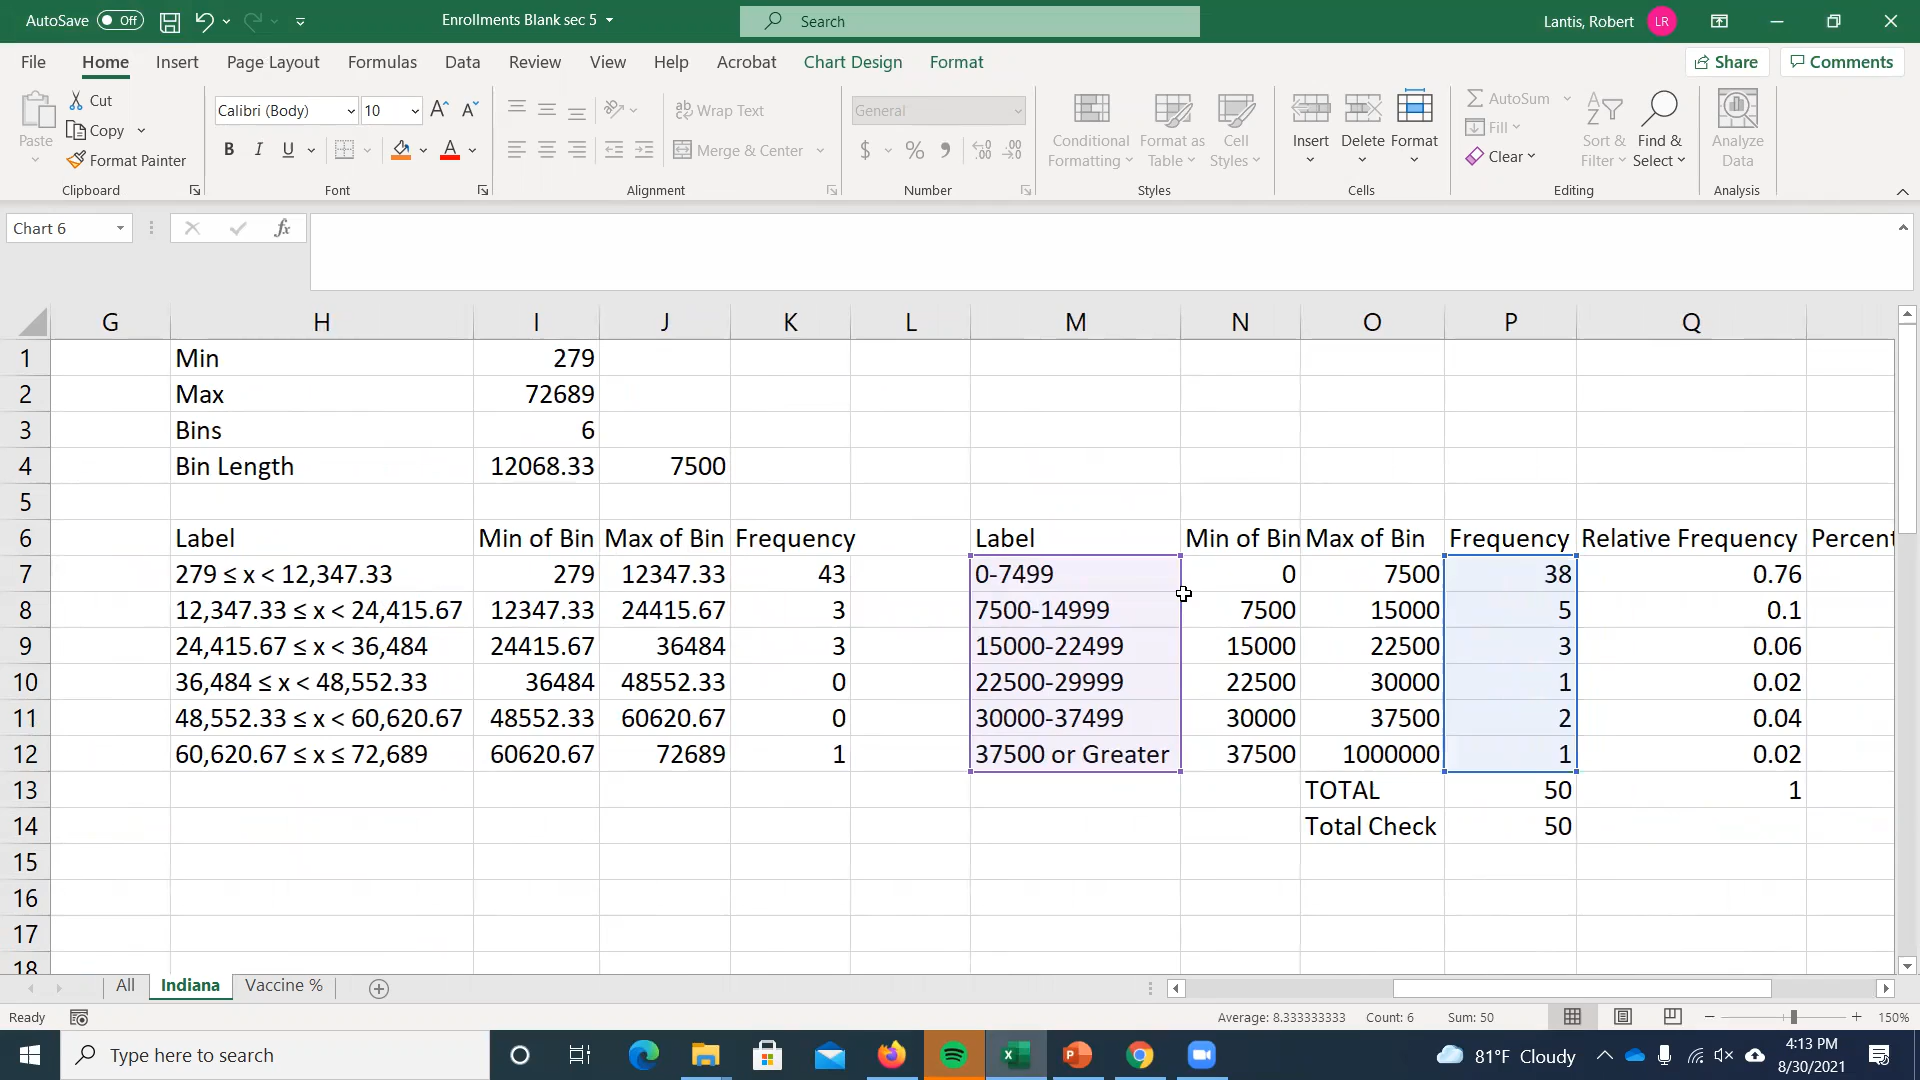 AutoSave Off Enrollments Blank sec 5 Search Lantis, Robert LR
File Home Insert Page Layout Formulas Data Review View Help Acrobat Chart Design Format Share Comments
Paste Cut Copy Format Painter Clipboard
Calibri (Body) 10 A A B I U A Font
ab Wrap Text Merge & Center Alignment
General $ % , Number
Conditional Formatting Format as Table Cell Styles Styles
Insert Delete Format Cells
AutoSum Fill Clear Sort & Filter Find & Select Editing
Analyze Data Analysis
Chart 6 fx
G H I J K L M N O P Q
1 Min 279
2 Max 72689
3 Bins 6
4 Bin Length 12068.33 7500
5
6 Label Min of Bin Max of Bin Frequency Label Min of Bin Max of Bin Frequency Relative Frequency Percent
7 279 ≤ x < 12,347.33 279 12347.33 43 0-7499 0 7500 38 0.76
8 12,347.33 ≤ x < 24,415.67 12347.33 24415.67 3 7500-14999 7500 15000 5 0.1
9 24,415.67 ≤ x < 36,484 24415.67 36484 3 15000-22499 15000 22500 3 0.06
10 36,484 ≤ x < 48,552.33 36484 48552.33 0 22500-29999 22500 30000 1 0.02
11 48,552.33 ≤ x < 60,620.67 48552.33 60620.67 0 30000-37499 30000 37500 2 0.04
12 60,620.67 ≤ x ≤ 72,689 60620.67 72689 1 37500 or Greater 37500 1000000 1 0.02
13 TOTAL 50 1
14 Total Check 50
15
16
17
18
All Indiana Vaccine %
Ready Average: 8.333333333 Count: 6 Sum: 50 150%
Type here to search 81°F Cloudy 4:13 PM
8/30/2021